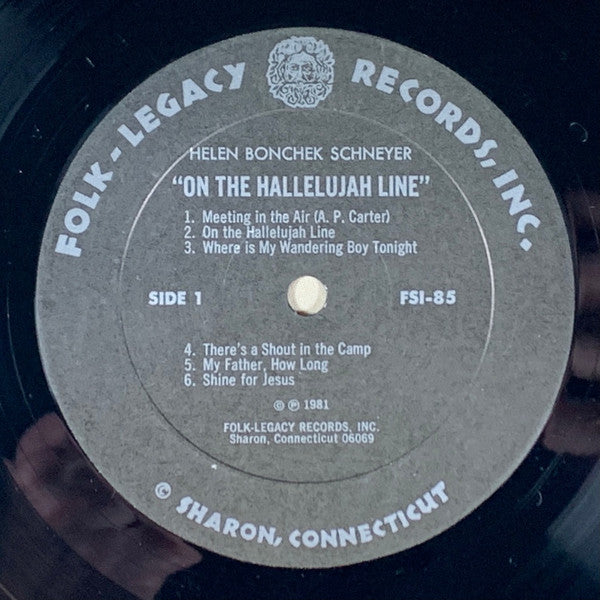 FOLK-LEGACY RECORDS, INC.
HELEN BONCHEK SCHNEYER
"ON THE HALLELUJAH LINE"
1. Meeting in the Air (A. P. Carter)
2. On the Hallelujah Line
3. Where is My Wandering Boy Tonight
SIDE 1 FSI-85
4. There's a Shout in the Camp
5. My Father, How Long
6. Shine for Jesus
© ℗ 1981
FOLK-LEGACY RECORDS, INC.
Sharon, Connecticut 06069
© SHARON, CONNECTICUT